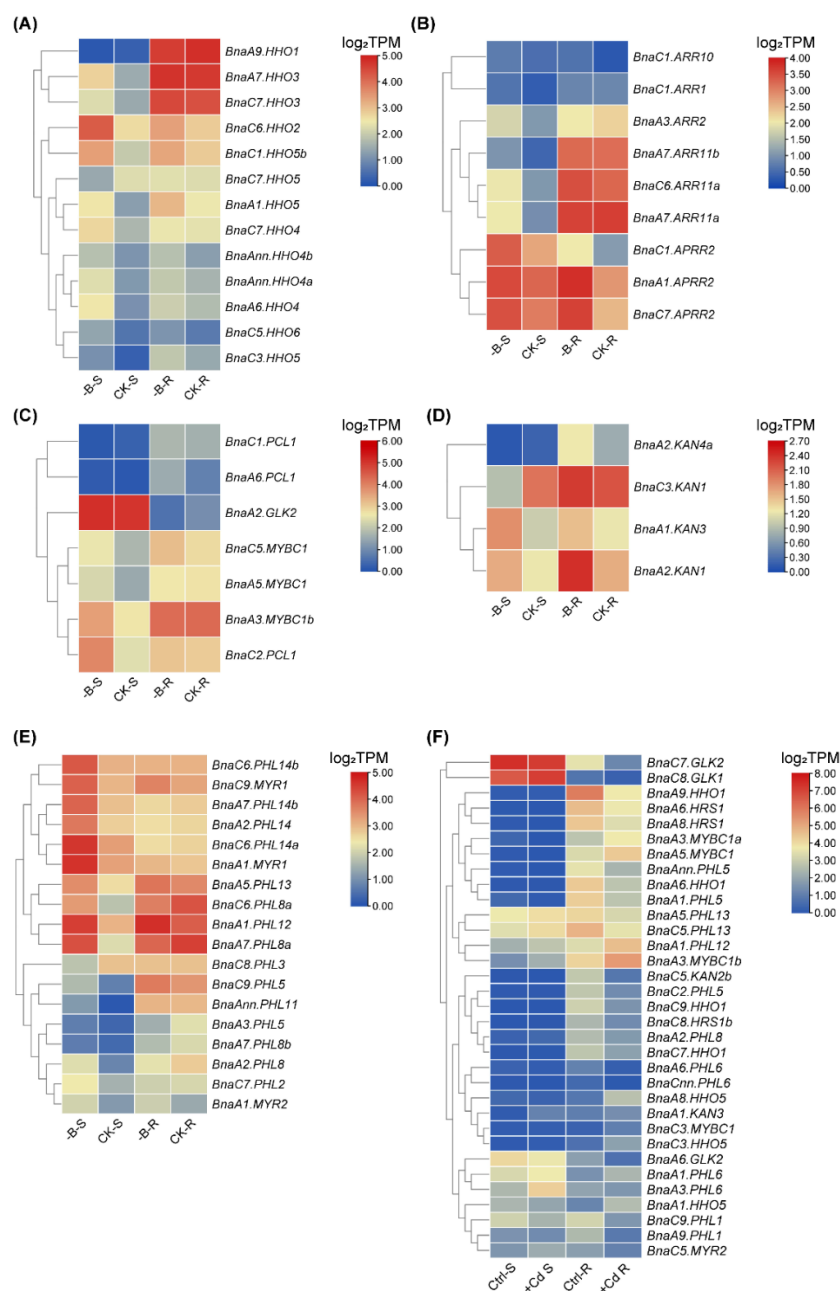 (A)
log₂TPM
BnaA9.HHO1
BnaA7.HHO3
BnaC7.HHO3
BnaC6.HHO2
BnaC1.HHO5b
BnaC7.HHO5
BnaA1.HHO5
BnaC7.HHO4
BnaAnn.HHO4b
BnaAnn.HHO4a
BnaA6.HHO4
BnaC5.HHO6
BnaC3.HHO5
5.00
4.00
3.00
2.00
1.00
0.00
-B-S
CK-S
-B-R
CK-R
(B)
log₂TPM
BnaC1.ARR10
BnaC1.ARR1
BnaA3.ARR2
BnaA7.ARR11b
BnaC6.ARR11a
BnaA7.ARR11a
BnaC1.APRR2
BnaA1.APRR2
BnaC7.APRR2
4.00
3.50
3.00
2.50
2.00
1.50
1.00
0.50
0.00
-B-S
CK-S
-B-R
CK-R
(C)
log₂TPM
BnaC1.PCL1
BnaA6.PCL1
BnaA2.GLK2
BnaC5.MYBC1
BnaA5.MYBC1
BnaA3.MYBC1b
BnaC2.PCL1
6.00
5.00
4.00
3.00
2.00
1.00
0.00
-B-S
CK-S
-B-R
CK-R
(D)
log₂TPM
BnaA2.KAN4a
BnaC3.KAN1
BnaA1.KAN3
BnaA2.KAN1
2.70
2.40
2.10
1.80
1.50
1.20
0.90
0.60
0.30
0.00
-B-S
CK-S
-B-R
CK-R
(E)
log₂TPM
BnaC6.PHL14b
BnaC9.MYR1
BnaA7.PHL14b
BnaA2.PHL14
BnaC6.PHL14a
BnaA1.MYR1
BnaA5.PHL13
BnaC6.PHL8a
BnaA1.PHL12
BnaA7.PHL8a
BnaC8.PHL3
BnaC9.PHL5
BnaAnn.PHL11
BnaA3.PHL5
BnaA7.PHL8b
BnaA2.PHL8
BnaC7.PHL2
BnaA1.MYR2
5.00
4.00
3.00
2.00
1.00
0.00
-B-S
CK-S
-B-R
CK-R
(F)
log₂TPM
BnaC7.GLK2
BnaC8.GLK1
BnaA9.HHO1
BnaA6.HRS1
BnaA8.HRS1
BnaA3.MYBC1a
BnaA5.MYBC1
BnaAnn.PHL5
BnaA6.HHO1
BnaA1.PHL5
BnaA5.PHL13
BnaC5.PHL13
BnaA1.PHL12
BnaA3.MYBC1b
BnaC5.KAN2b
BnaC2.PHL5
BnaC9.HHO1
BnaC8.HRS1b
BnaA2.PHL8
BnaC7.HHO1
BnaA6.PHL6
BnaCnn.PHL6
BnaA8.HHO5
BnaA1.KAN3
BnaC3.MYBC1
BnaC3.HHO5
BnaA6.GLK2
BnaA1.PHL6
BnaA3.PHL6
BnaA1.HHO5
BnaC9.PHL1
BnaA9.PHL1
BnaC5.MYR2
8.00
7.00
6.00
5.00
4.00
3.00
2.00
1.00
0.00
Ctrl-S
+Cd S
Ctrl-R
+Cd R